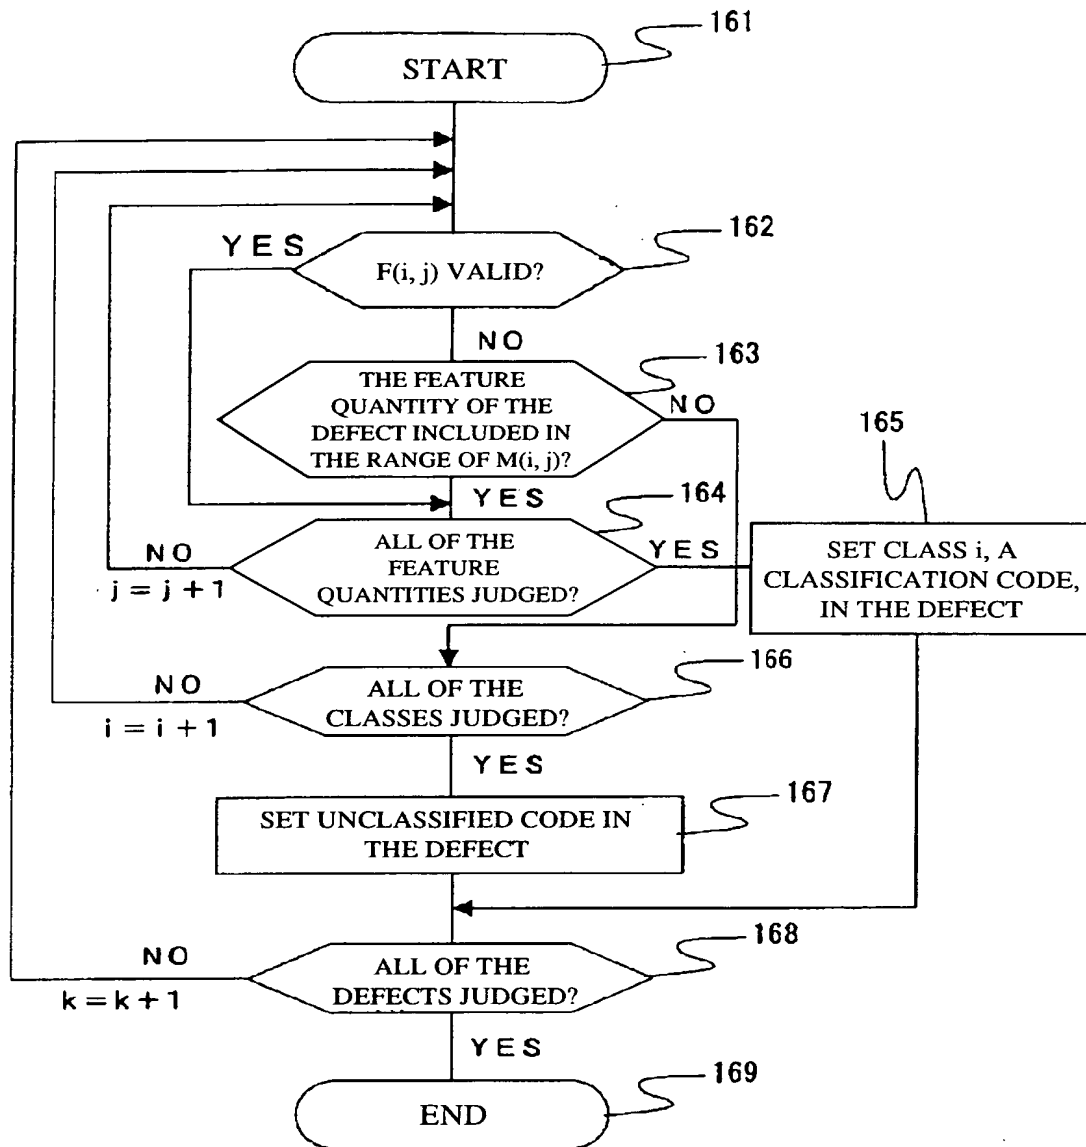 161
START
162
YES
F(i, j) VALID?
NO
163
THE FEATURE
QUANTITY OF THE
DEFECT INCLUDED IN
THE RANGE OF M(i, j)?
NO
165
YES
164
ALL OF THE
FEATURE
QUANTITIES JUDGED?
NO
j = j + 1
YES
SET CLASS i, A
CLASSIFICATION CODE,
IN THE DEFECT
166
ALL OF THE
CLASSES JUDGED?
NO
i = i + 1
YES
167
SET UNCLASSIFIED CODE IN
THE DEFECT
168
ALL OF THE
DEFECTS JUDGED?
NO
k = k + 1
YES
169
END